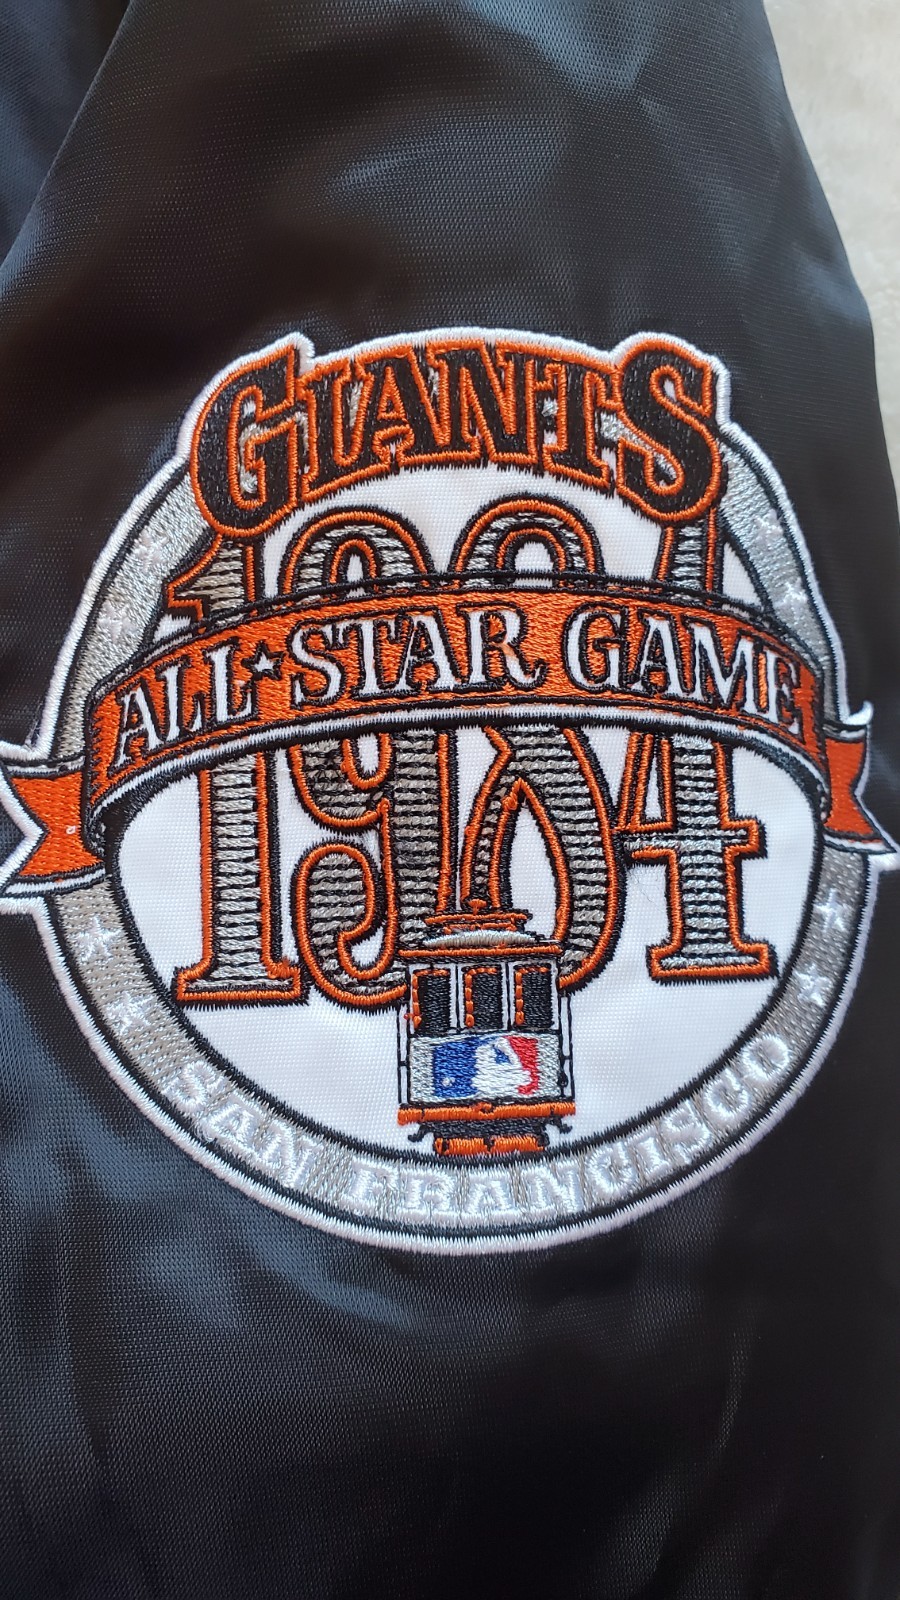 GIANTS
1984
ALL★STAR GAME
SAN FRANCISCO